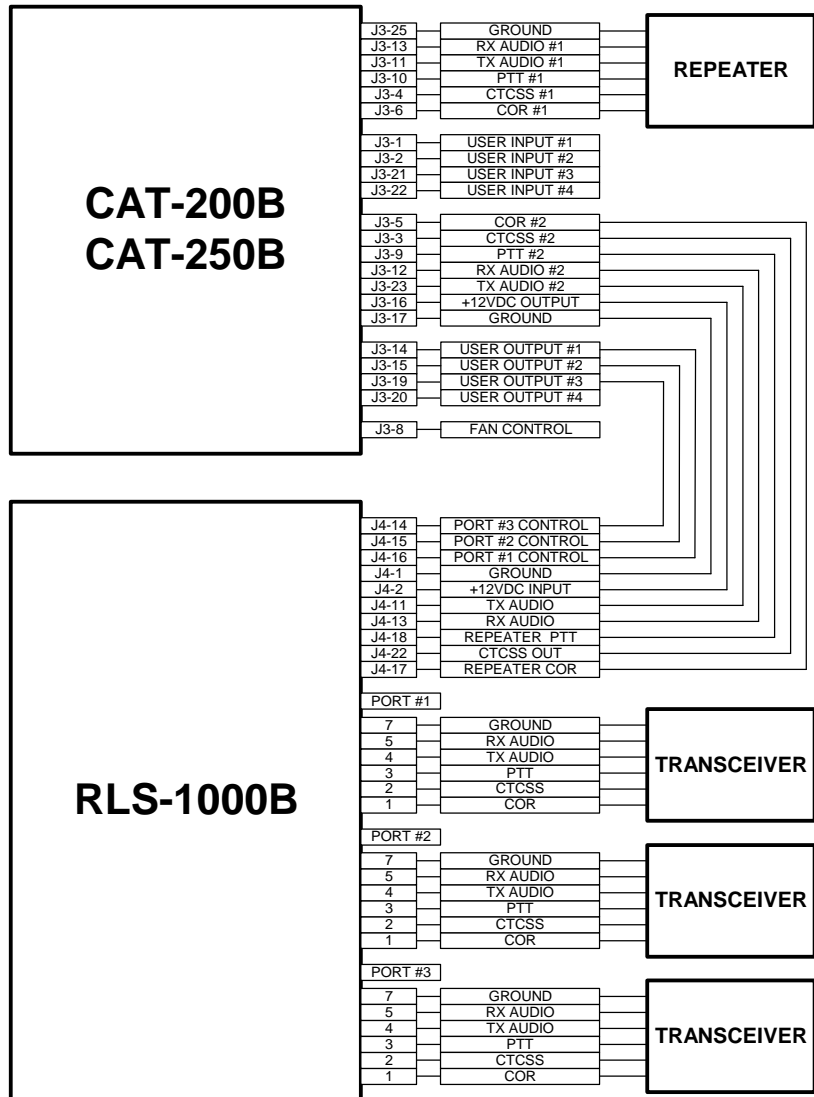 J3-25 GROUND
J3-13 RX AUDIO #1
J3-11 TX AUDIO #1
J3-10 PTT #1
J3-4 CTCSS #1
J3-6 COR #1
REPEATER
J3-1 USER INPUT #1
J3-2 USER INPUT #2
J3-21 USER INPUT #3
J3-22 USER INPUT #4
CAT-200B
CAT-250B
J3-5 COR #2
J3-3 CTCSS #2
J3-9 PTT #2
J3-12 RX AUDIO #2
J3-23 TX AUDIO #2
J3-16 +12VDC OUTPUT
J3-17 GROUND
J3-14 USER OUTPUT #1
J3-15 USER OUTPUT #2
J3-19 USER OUTPUT #3
J3-20 USER OUTPUT #4
J3-8 FAN CONTROL
J4-14 PORT #3 CONTROL
J4-15 PORT #2 CONTROL
J4-16 PORT #1 CONTROL
J4-1 GROUND
J4-2 +12VDC INPUT
J4-11 TX AUDIO
J4-13 RX AUDIO
J4-18 REPEATER PTT
J4-22 CTCSS OUT
J4-17 REPEATER COR
RLS-1000B
PORT #1
7 GROUND
5 RX AUDIO
4 TX AUDIO
3 PTT
2 CTCSS
1 COR
TRANSCEIVER
PORT #2
7 GROUND
5 RX AUDIO
4 TX AUDIO
3 PTT
2 CTCSS
1 COR
TRANSCEIVER
PORT #3
7 GROUND
5 RX AUDIO
4 TX AUDIO
3 PTT
2 CTCSS
1 COR
TRANSCEIVER